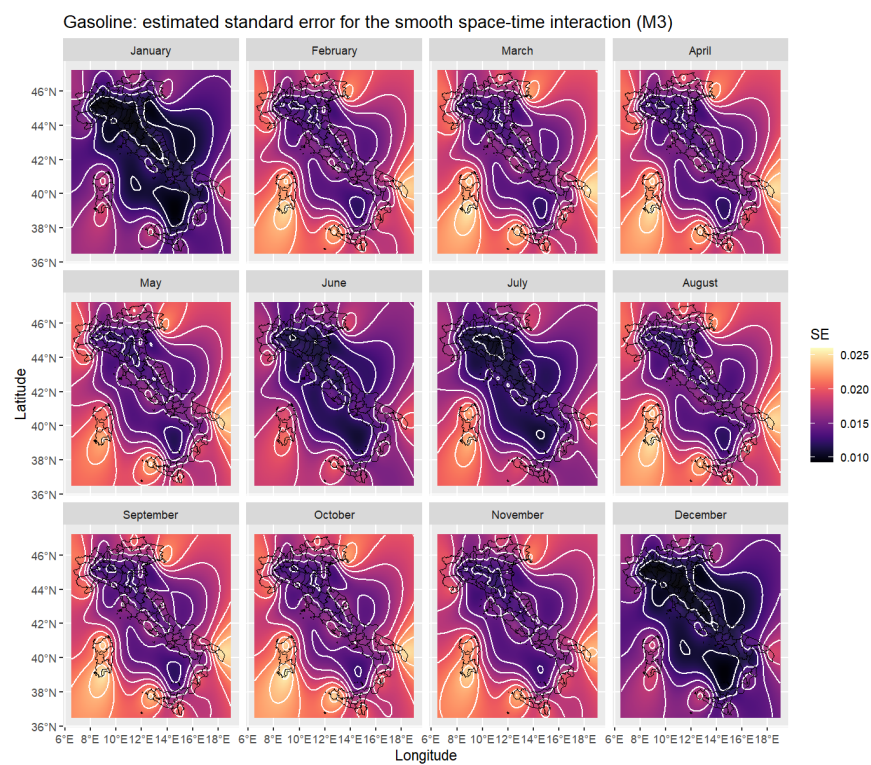 Gasoline: estimated standard error for the smooth space-time interaction (M3)
January February March April
46°N
44°N
42°N
40°N
38°N
36°N
May June July August
46°N
44°N
42°N
40°N
38°N
36°N
September October November December
46°N
44°N
42°N
40°N
38°N
36°N
6°E 8°E 10°E 12°E 14°E 16°E 18°E 6°E 8°E 10°E 12°E 14°E 16°E 18°E 6°E 8°E 10°E 12°E 14°E 16°E 18°E 6°E 8°E 10°E 12°E 14°E 16°E 18°E
Longitude
Latitude
SE
0.025
0.020
0.015
0.010